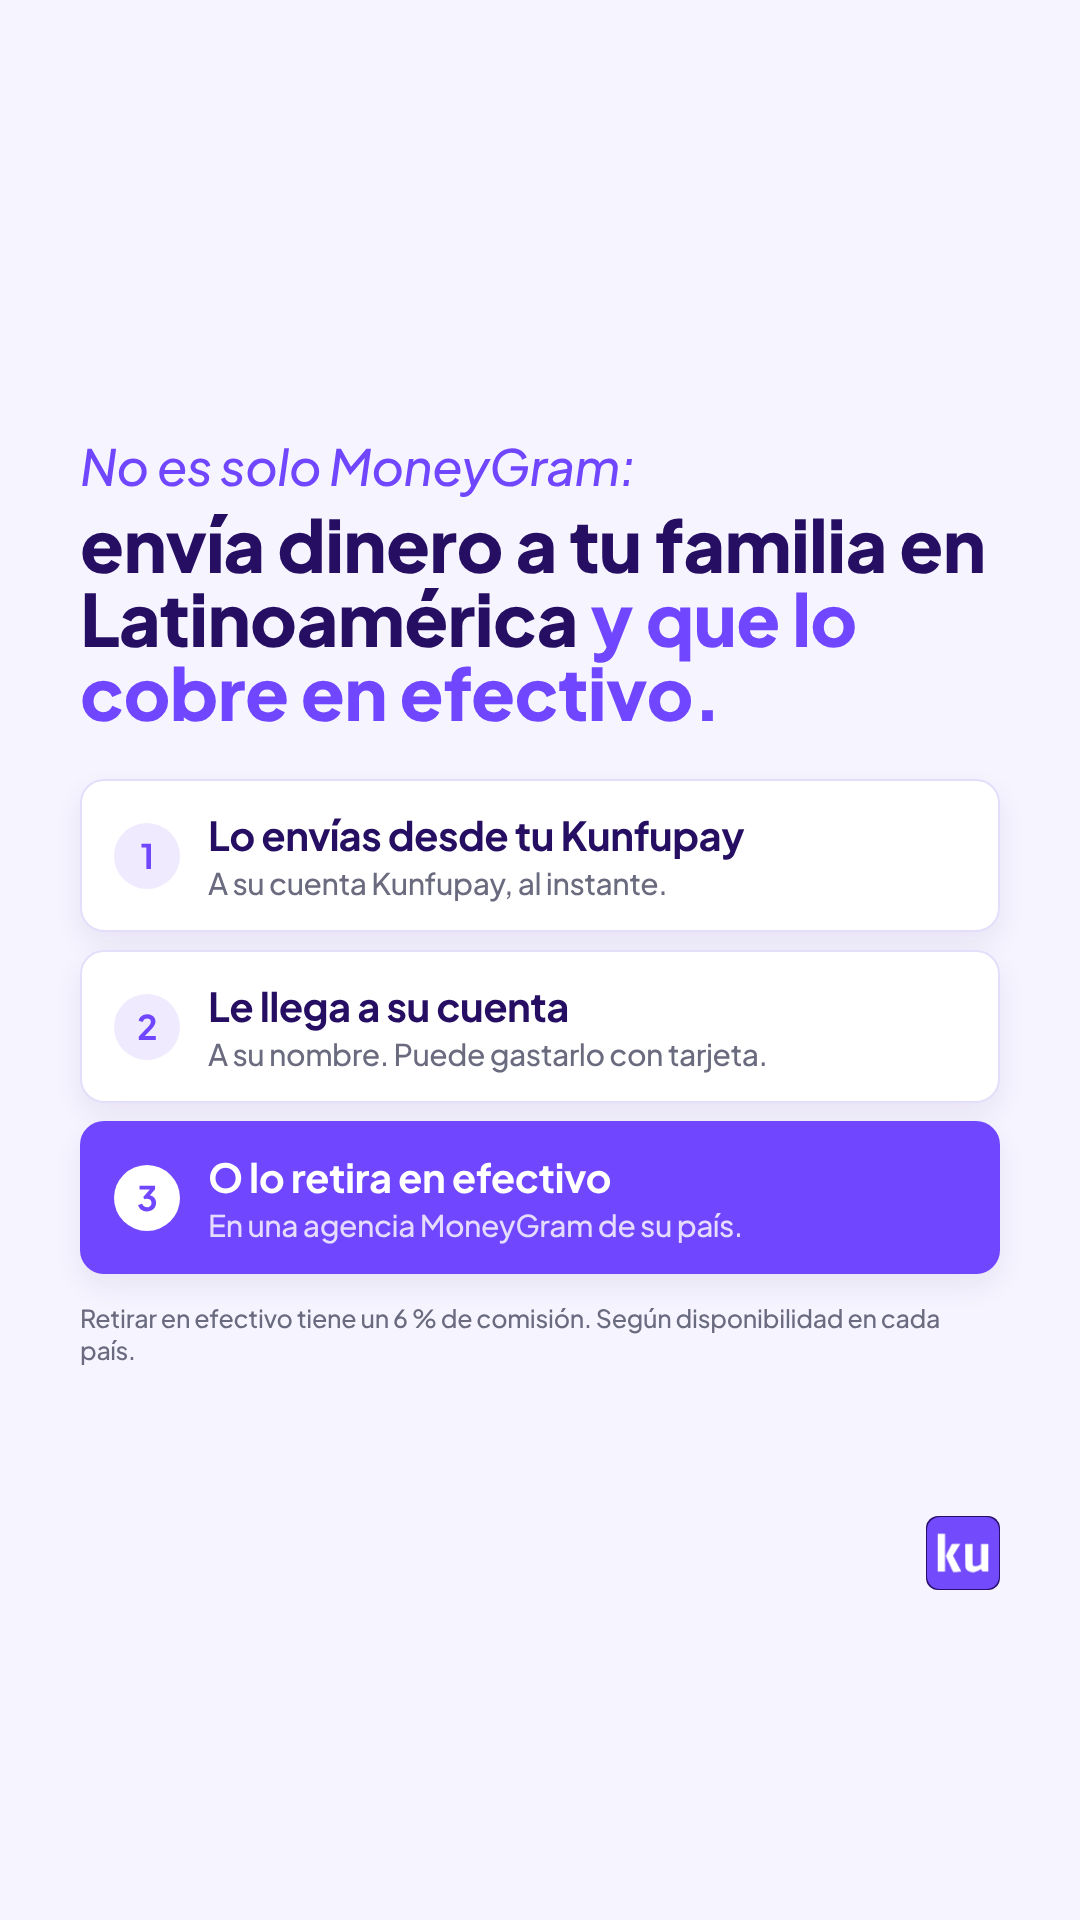 No es solo MoneyGram:
envía dinero a tu familia en
Latinoamérica y que lo
cobre en efectivo.
1
Lo envías desde tu Kunfupay
A su cuenta Kunfupay, al instante.
2
Le llega a su cuenta
A su nombre. Puede gastarlo con tarjeta.
3
O lo retira en efectivo
En una agencia MoneyGram de su país.
Retirar en efectivo tiene un 6 % de comisión. Según disponibilidad en cada
país.
ku